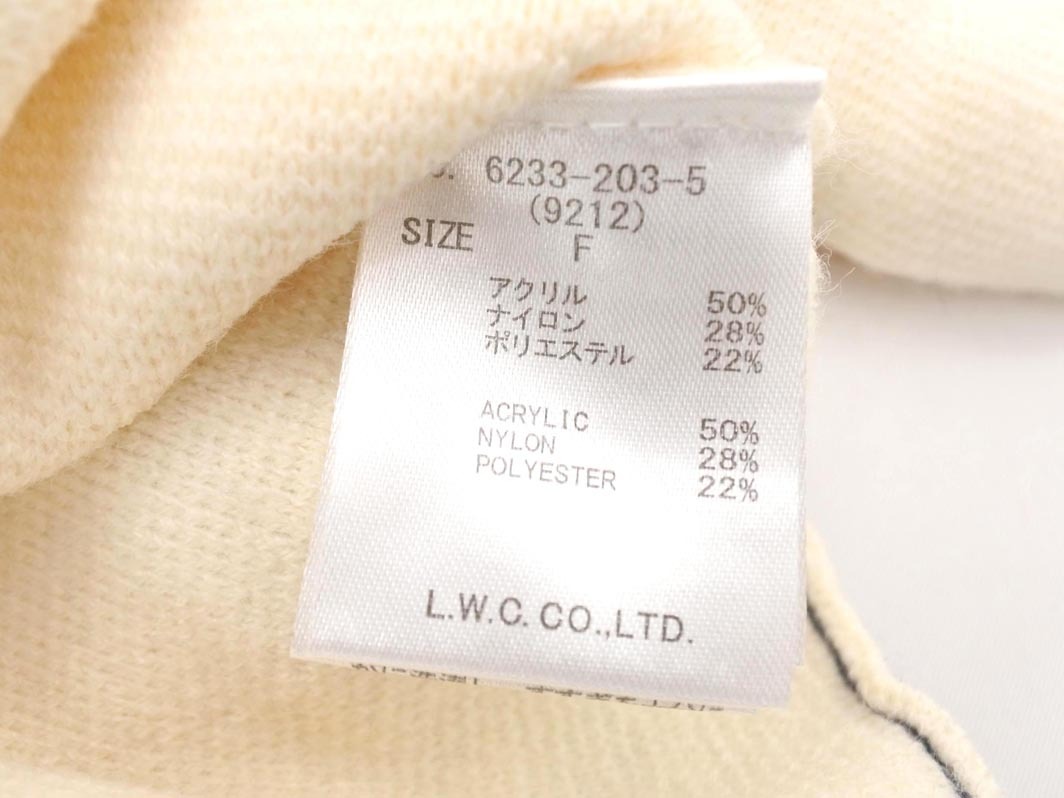 6233-203-5
(9212)
SIZE F
アクリル 50%
ナイロン 28%
ポリエステル 22%
ACRYLIC 50%
NYLON 28%
POLYESTER 22%
L.W.C.CO.,LTD.